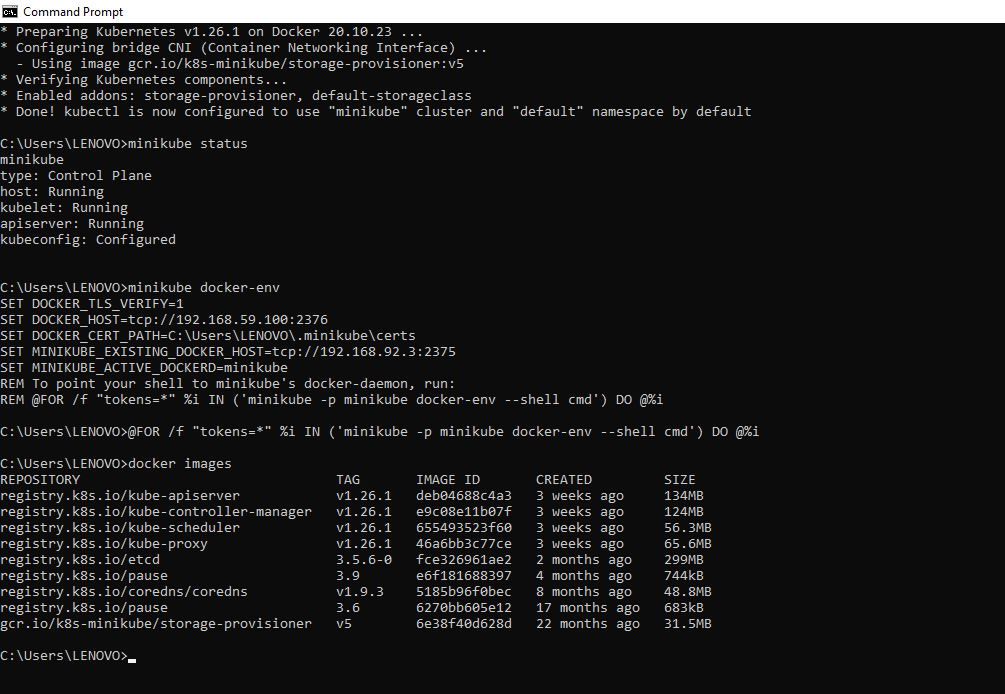 Command Prompt
* Preparing Kubernetes v1.26.1 on Docker 20.10.23 ...
* Configuring bridge CNI (Container Networking Interface) ...
  - Using image gcr.io/k8s-minikube/storage-provisioner:v5
* Verifying Kubernetes components...
* Enabled addons: storage-provisioner, default-storageclass
* Done! kubectl is now configured to use "minikube" cluster and "default" namespace by default
C:\Users\LENOVO>minikube status
minikube
type: Control Plane
host: Running
kubelet: Running
apiserver: Running
kubeconfig: Configured
C:\Users\LENOVO>minikube docker-env
SET DOCKER_TLS_VERIFY=1
SET DOCKER_HOST=tcp://192.168.59.100:2376
SET DOCKER_CERT_PATH=C:\Users\LENOVO\.minikube\certs
SET MINIKUBE_EXISTING_DOCKER_HOST=tcp://192.168.92.3:2375
SET MINIKUBE_ACTIVE_DOCKERD=minikube
REM To point your shell to minikube's docker-daemon, run:
REM @FOR /f "tokens=*" %i IN ('minikube -p minikube docker-env --shell cmd') DO @%i
C:\Users\LENOVO>@FOR /f "tokens=*" %i IN ('minikube -p minikube docker-env --shell cmd') DO @%i
C:\Users\LENOVO>docker images
REPOSITORY                                TAG       IMAGE ID       CREATED         SIZE
registry.k8s.io/kube-apiserver            v1.26.1   deb04688c4a3   3 weeks ago     134MB
registry.k8s.io/kube-controller-manager   v1.26.1   e9c08e11b07f   3 weeks ago     124MB
registry.k8s.io/kube-scheduler            v1.26.1   655493523f60   3 weeks ago     56.3MB
registry.k8s.io/kube-proxy                v1.26.1   46a6bb3c77ce   3 weeks ago     65.6MB
registry.k8s.io/etcd                      3.5.6-0   fce326961ae2   2 months ago    299MB
registry.k8s.io/pause                     3.9       e6f181688397   4 months ago    744kB
registry.k8s.io/coredns/coredns           v1.9.3    5185b96f0bec   8 months ago    48.8MB
registry.k8s.io/pause                     3.6       6270bb605e12   17 months ago   683kB
gcr.io/k8s-minikube/storage-provisioner   v5        6e38f40d628d   22 months ago   31.5MB
C:\Users\LENOVO>